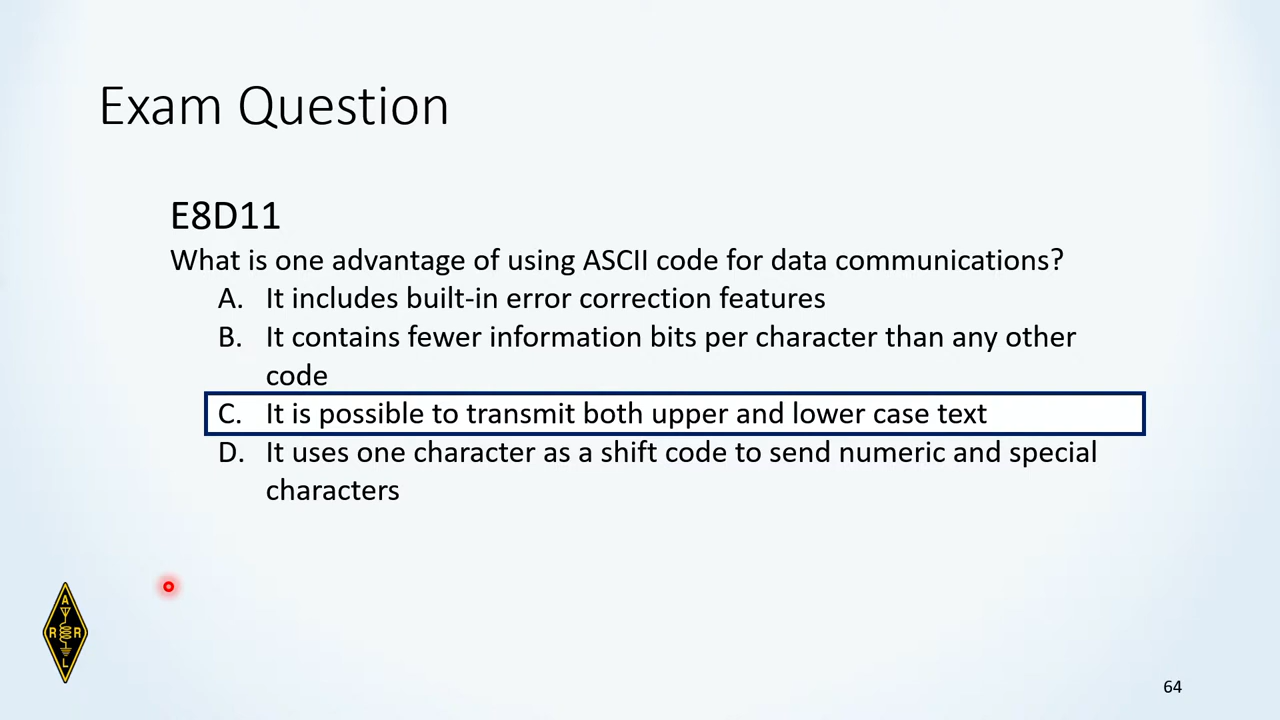 Exam Question
E8D11
What is one advantage of using ASCII code for data communications?
A. It includes built-in error correction features
B. It contains fewer information bits per character than any other
code
C. It is possible to transmit both upper and lower case text
D. It uses one character as a shift code to send numeric and special
characters
A
R R
L
64